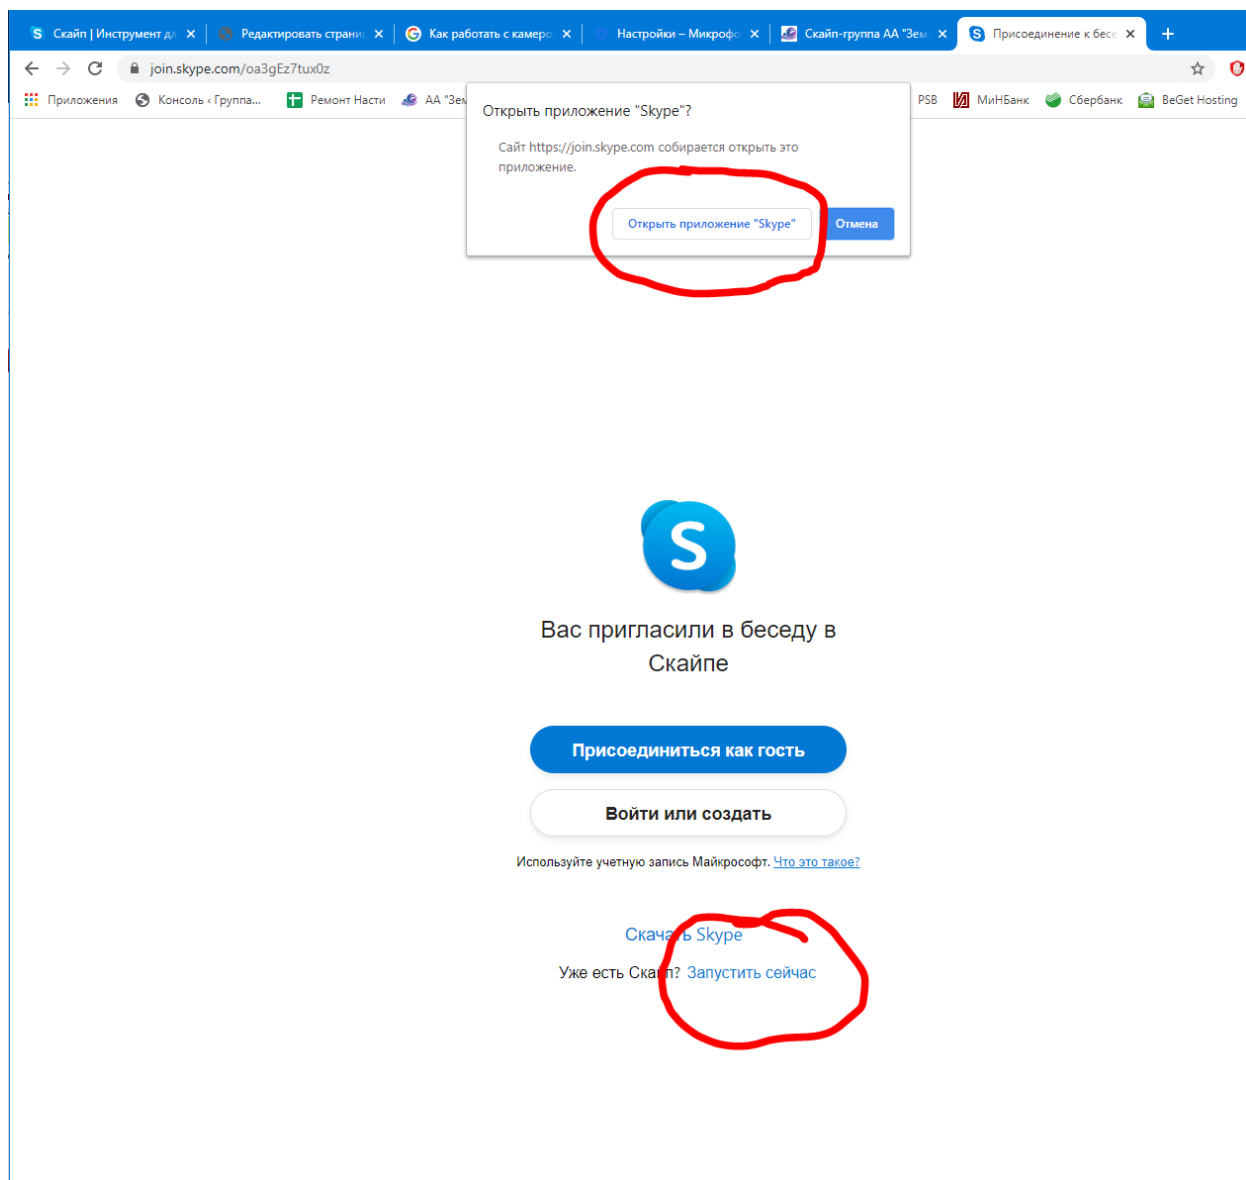 Скайп | Инструмент дл
Редактировать страни
Как работать с камеро
Настройки – Микрофо
Скайп-группа АА "Зем
Присоединение к бесе
join.skype.com/oa3gEz7tux0z
Приложения
Консоль ‹ Группа...
Ремонт Насти
АА "Зем
PSB
МиНБанк
Сбербанк
BeGet Hosting
Открыть приложение "Skype"?
Сайт https://join.skype.com собирается открыть это
приложение.
Открыть приложение "Skype"
Отмена
S
Вас пригласили в беседу в
Скайпе
Присоединиться как гость
Войти или создать
Используйте учетную запись Майкрософт. Что это такое?
Скачать Skype
Уже есть Скайп? Запустить сейчас